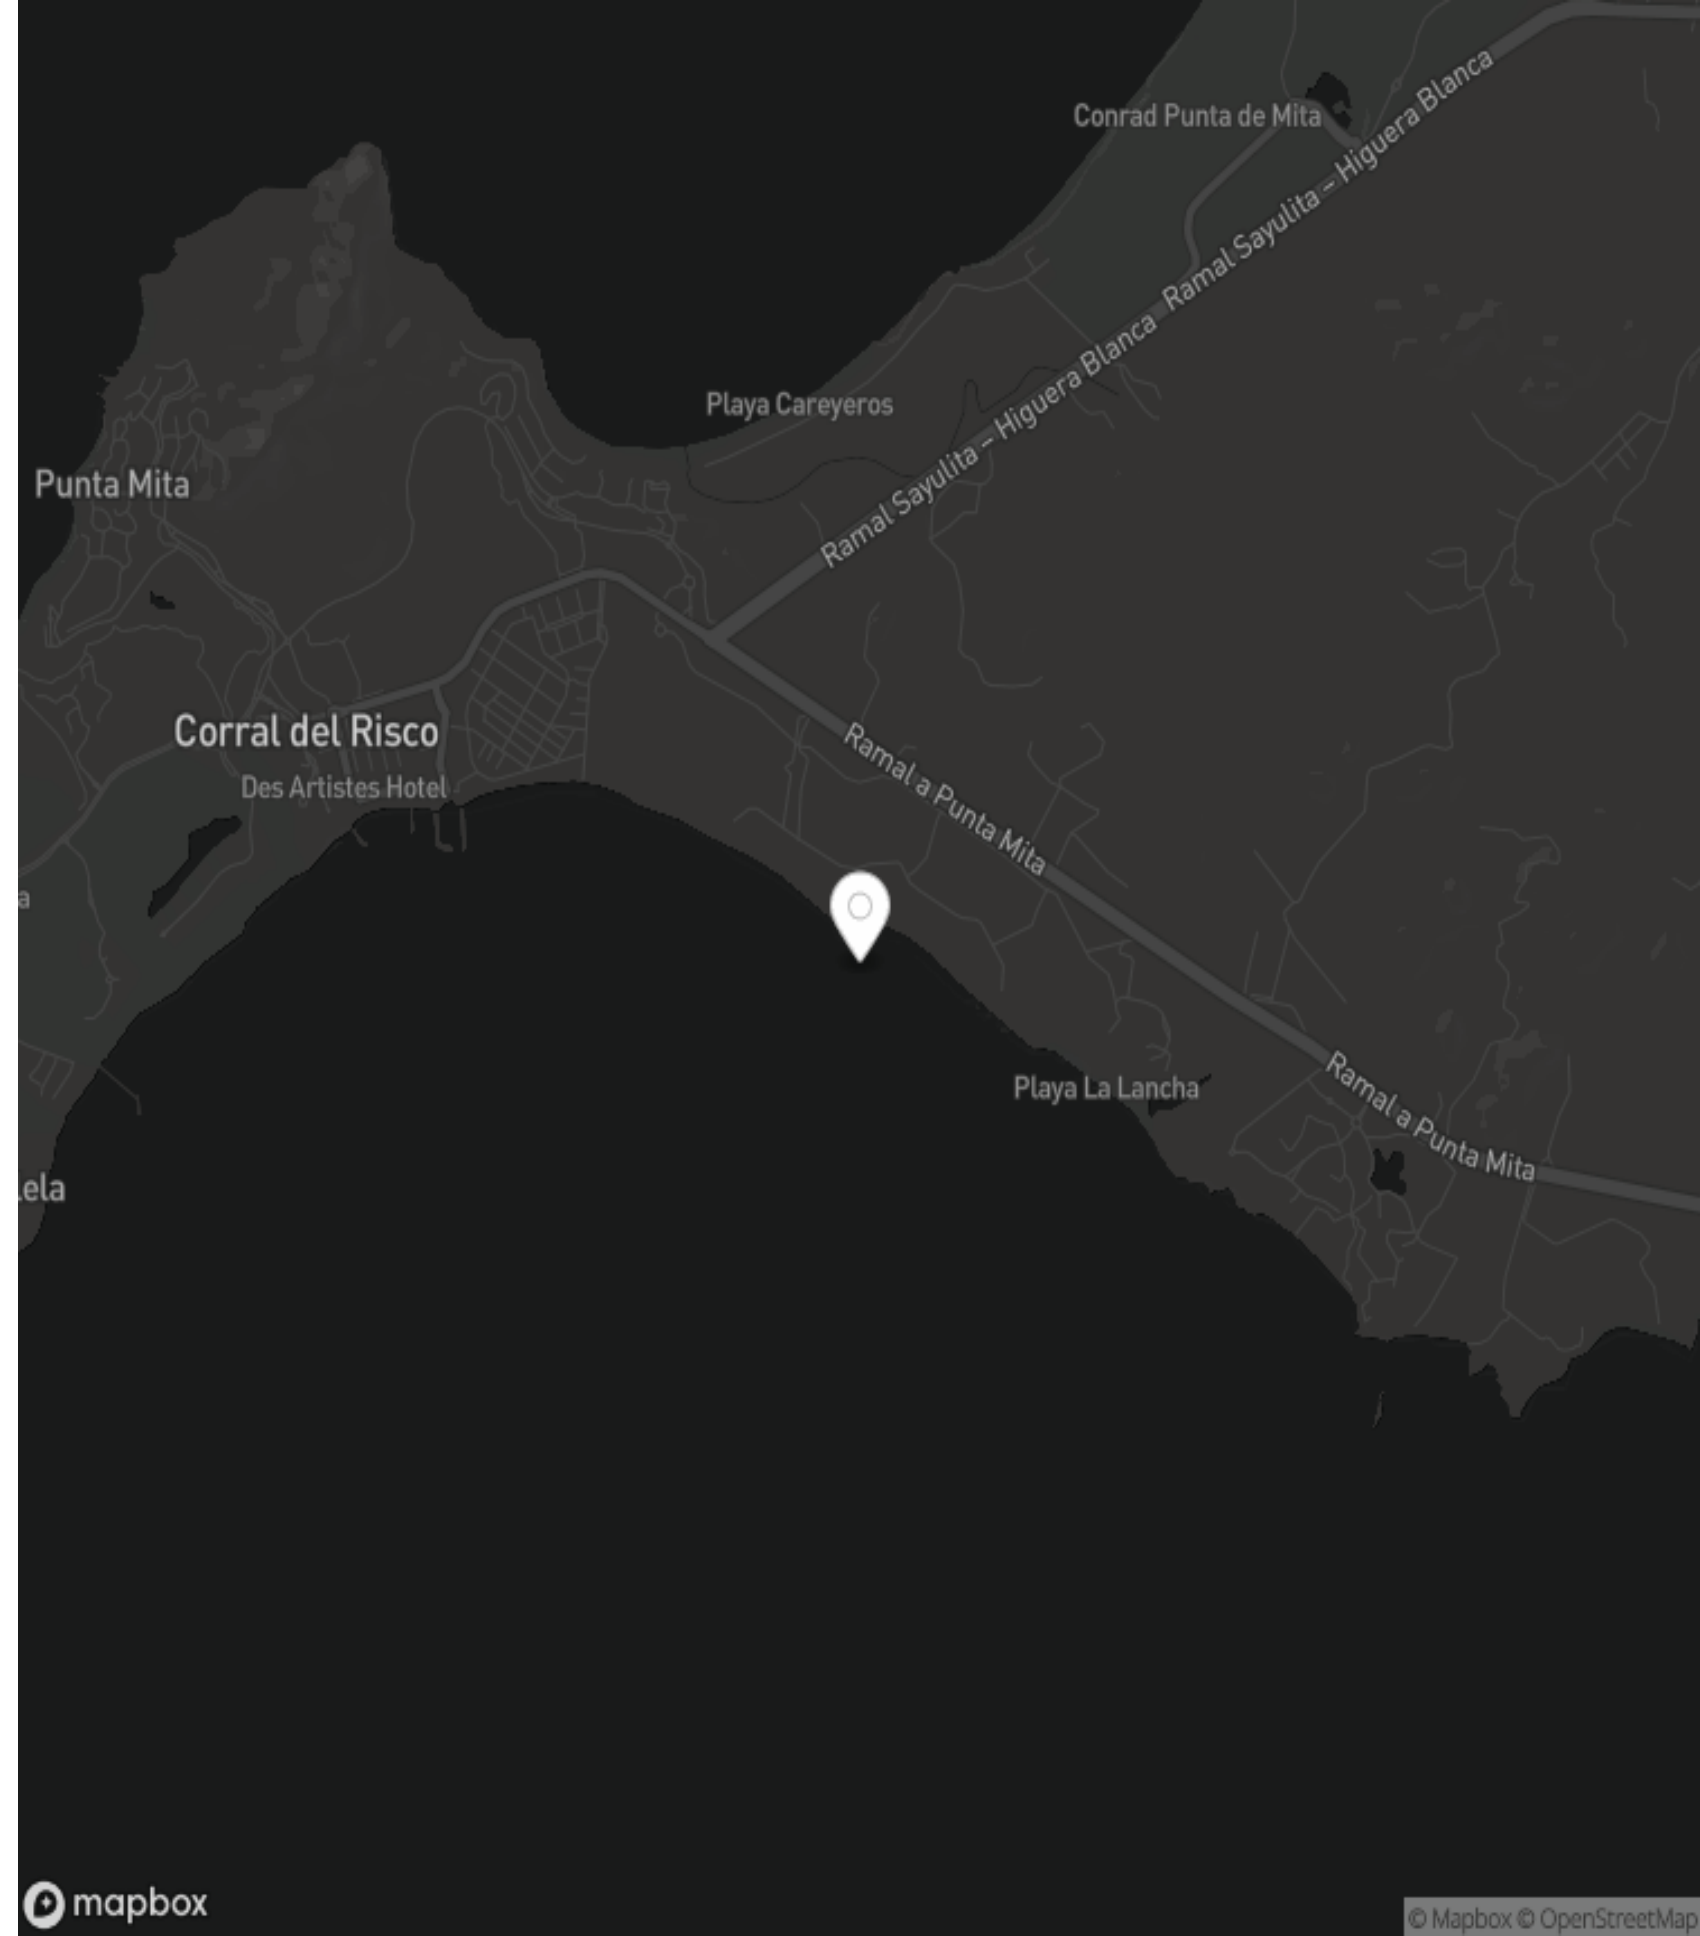 Conrad Punta de Mita
Ramal Sayulita – Higuera Blanca
Ramal Sayulita – Higuera Blanca
Playa Careyeros
Punta Mita
Corral del Risco
Des Artistes Hotel
Ramal a Punta Mita
a
Playa La Lancha
Ramal a Punta Mita
lela
mapbox
© Mapbox © OpenStreetMap